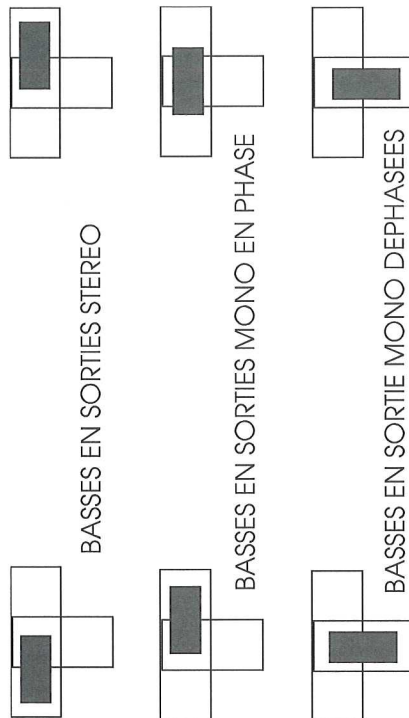 BASSES EN SORTIES STEREO
BASSES EN SORTIES MONO EN PHASE
BASSES EN SORTIE MONO DEPHASEES